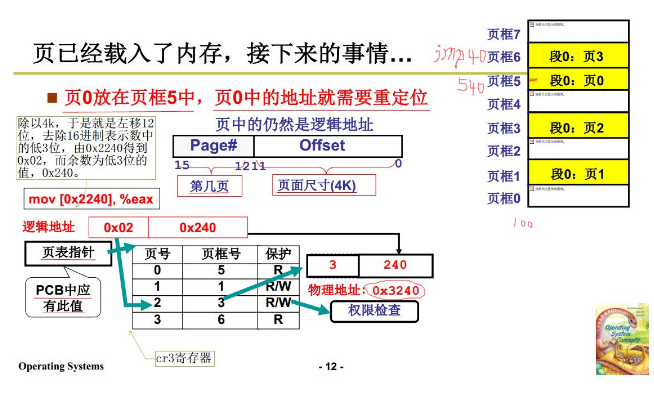 页已经载入了内存，接下来的事情...
■ 页0放在页框5中，页0中的地址就需要重定位
除以4k，于是就是左移12
位，去除16进制表示数中
的低3位，由0x2240得到
0x02，而余数为低3位的
值，0x240。
页中的仍然是逻辑地址
Page# Offset
15 12 11 0
第几页 页面尺寸(4K)
mov [0x2240], %eax
逻辑地址 0x02 0x240
页表指针
PCB中应
有此值
页号 页框号 保护
0 5 R
1 1 R/W
2 3 R/W
3 6 R
cr3寄存器
3 240
物理地址：0x3240
权限检查
页框7
页框6 段0：页3
页框5 段0：页0
页框4
页框3 段0：页2
页框2
页框1 段0：页1
页框0
jmp 40
540
100
Operating Systems
- 12 -
Operating
System
Concepts